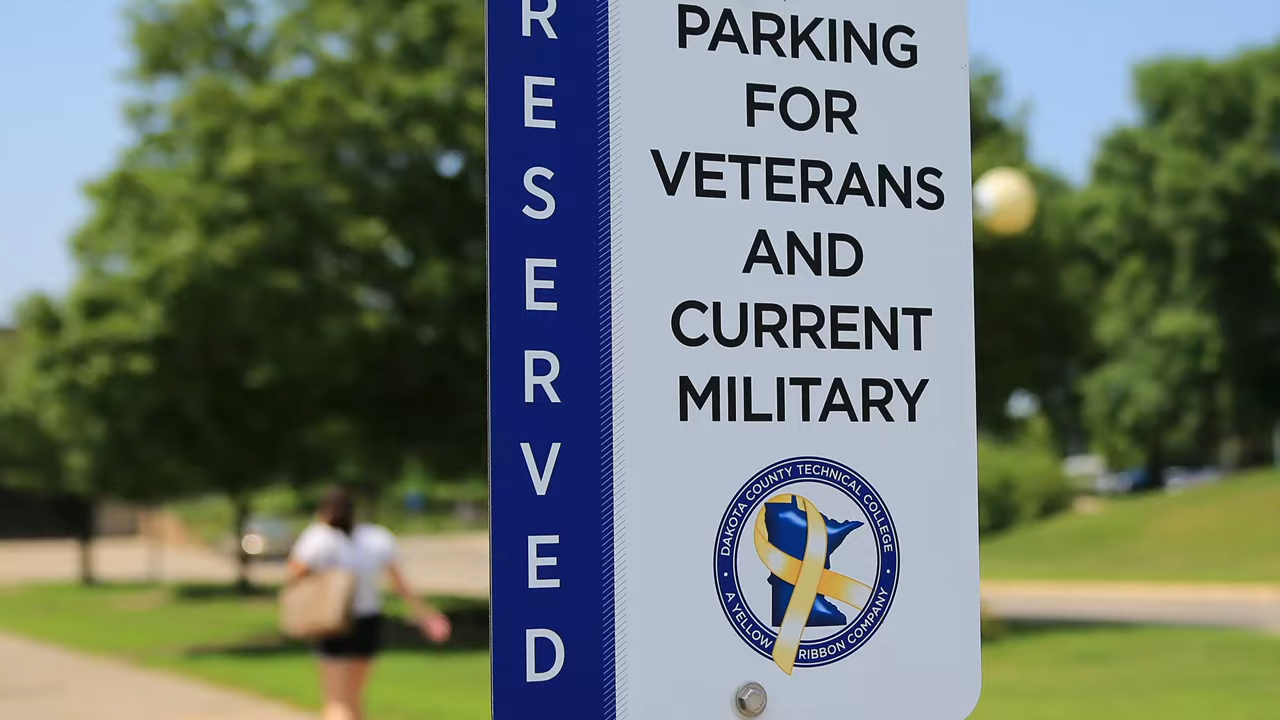 RESERVED
PARKING
FOR
VETERANS
AND
CURRENT
MILITARY
DAKOTA COUNTY TECHNICAL COLLEGE
• A YELLOW RIBBON COMPANY •